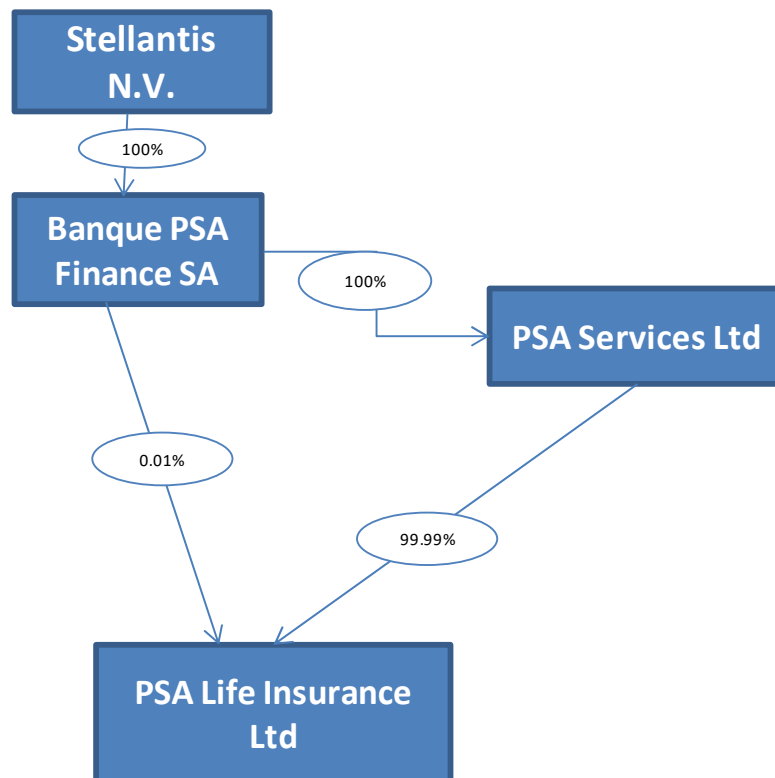 Stellantis
N.V.
100%
Banque PSA
Finance SA
100%
PSA Services Ltd
0.01%
99.99%
PSA Life Insurance
Ltd